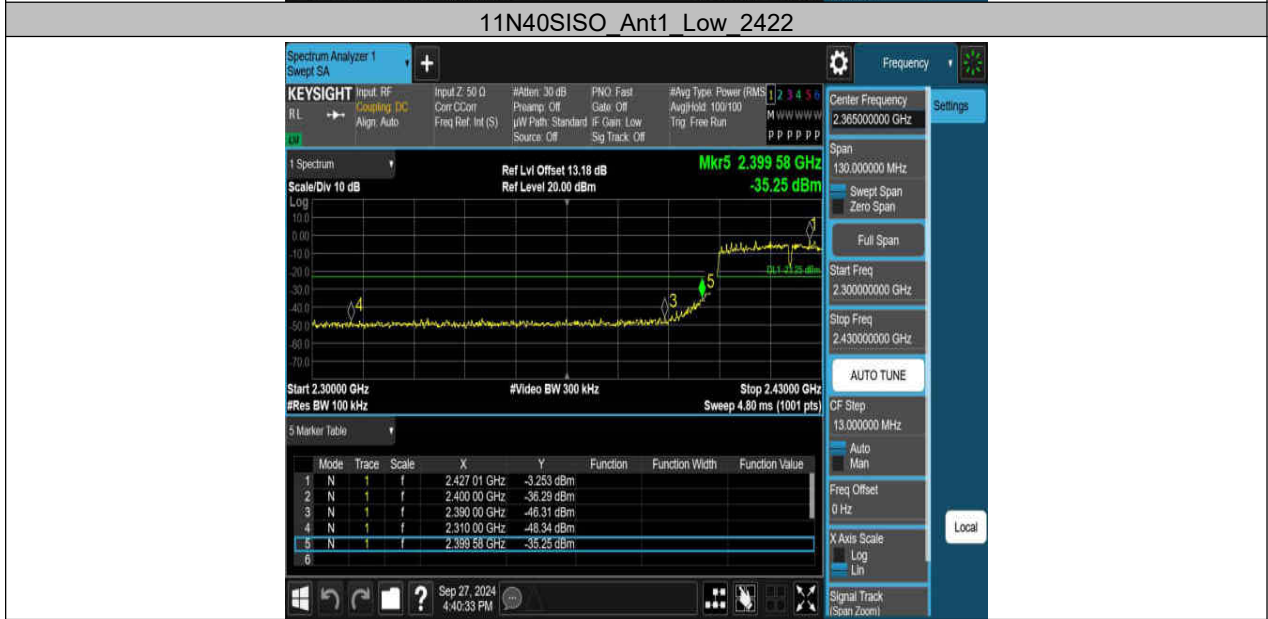 11N40SISO_Ant1_Low_2422
Spectrum Analyzer 1
Swept SA
+
Frequency
KEYSIGHT
RL
Input: RF
Coupling: DC
Align: Auto
Input Z: 50 Ω
Corr CCorr
Freq Ref: Int (S)
#Atten: 30 dB
Preamp: Off
µW Path: Standard
Source: Off
PNO: Fast
Gate: Off
IF Gain: Low
Sig Track: Off
#Avg Type: Power (RMS
Avg|Hold: 100/100
Trig: Free Run
1 2 3 4 5 6
M W W W W W
P P P P P P
1 Spectrum
Scale/Div 10 dB
Ref Lvl Offset 13.18 dB
Ref Level 20.00 dBm
Mkr5 2.399 58 GHz
-35.25 dBm
Log
10.0
0.00
-10.0
-20.0
-30.0
-40.0
-50.0
-60.0
-70.0
1
3
4
5
DL1 -23.25 dBm
Start 2.30000 GHz
#Res BW 100 kHz
#Video BW 300 kHz
Stop 2.43000 GHz
Sweep 4.80 ms (1001 pts)
5 Marker Table
Mode Trace Scale X Y Function Function Width Function Value
1 N 1 f 2.427 01 GHz -3.253 dBm
2 N 1 f 2.400 00 GHz -36.29 dBm
3 N 1 f 2.390 00 GHz -46.31 dBm
4 N 1 f 2.310 00 GHz -48.34 dBm
5 N 1 f 2.399 58 GHz -35.25 dBm
6
?
Sep 27, 2024
4:40:33 PM
Center Frequency
2.365000000 GHz
Settings
Span
130.000000 MHz
Swept Span
Zero Span
Full Span
Start Freq
2.300000000 GHz
Stop Freq
2.430000000 GHz
AUTO TUNE
CF Step
13.000000 MHz
Auto
Man
Freq Offset
0 Hz
X Axis Scale
Log
Lin
Local
Signal Track
(Span Zoom)